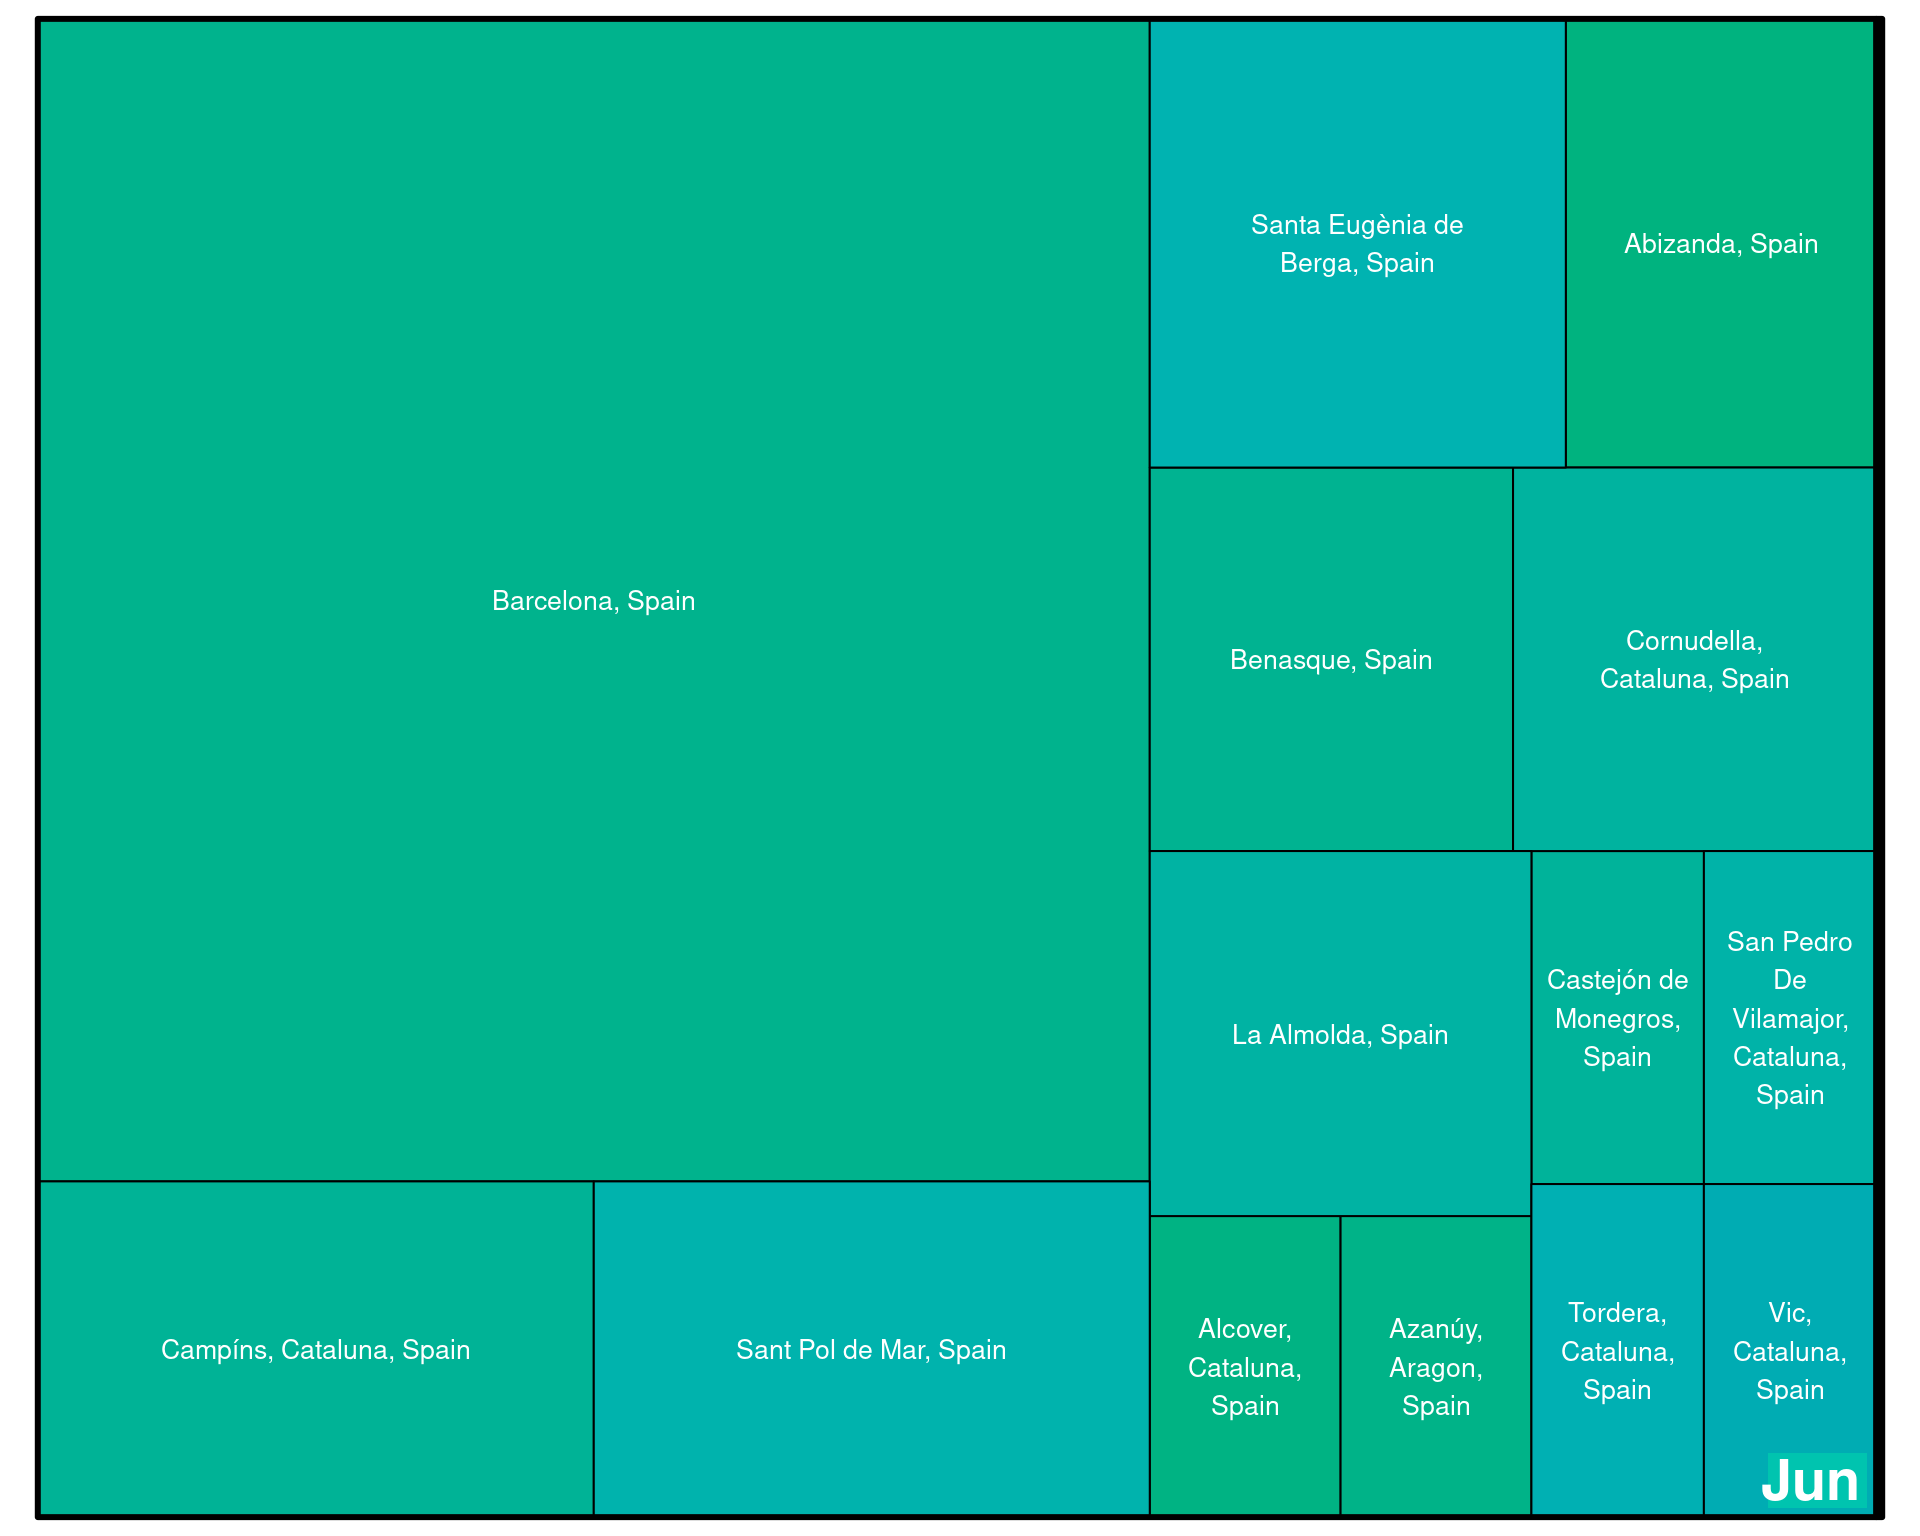 Barcelona, Spain
Santa Eugènia de
Berga, Spain
Abizanda, Spain
Benasque, Spain
Cornudella,
Cataluna, Spain
La Almolda, Spain
Castejón de
Monegros,
Spain
San Pedro
De
Vilamajor,
Cataluna,
Spain
Campíns, Cataluna, Spain
Sant Pol de Mar, Spain
Alcover,
Cataluna,
Spain
Azanúy,
Aragon,
Spain
Tordera,
Cataluna,
Spain
Vic,
Cataluna,
Spain
Jun